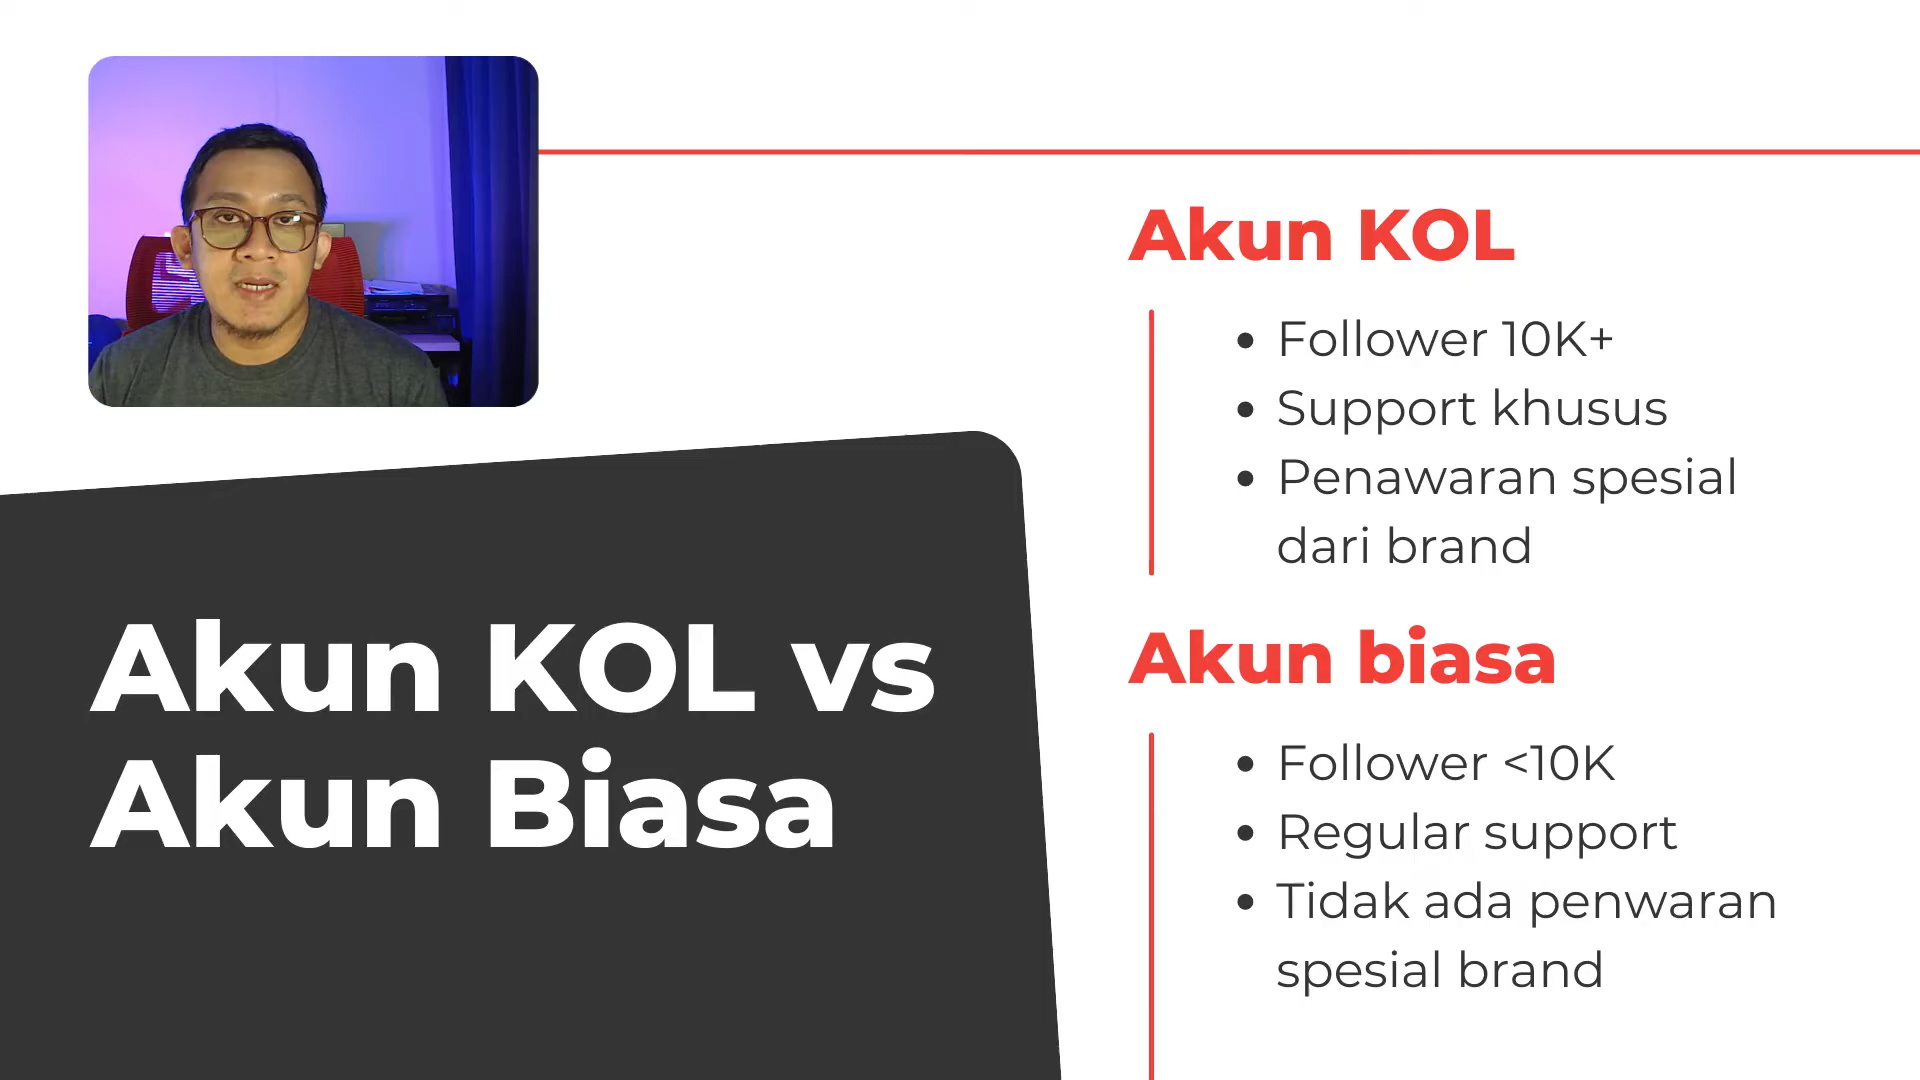 Akun KOL vs
Akun Biasa
Akun KOL
• Follower 10K+
• Support khusus
• Penawaran spesial
dari brand
Akun biasa
• Follower <10K
• Regular support
• Tidak ada penwaran
spesial brand